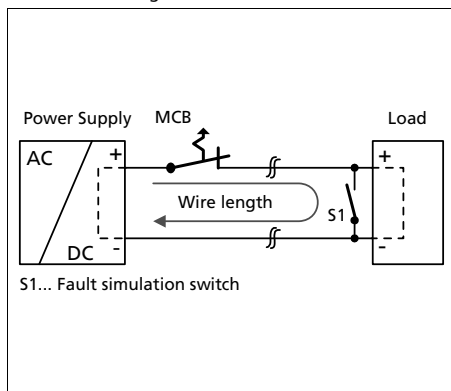 Power Supply MCB Load
AC + +
Wire length
S1
DC - -
S1... Fault simulation switch